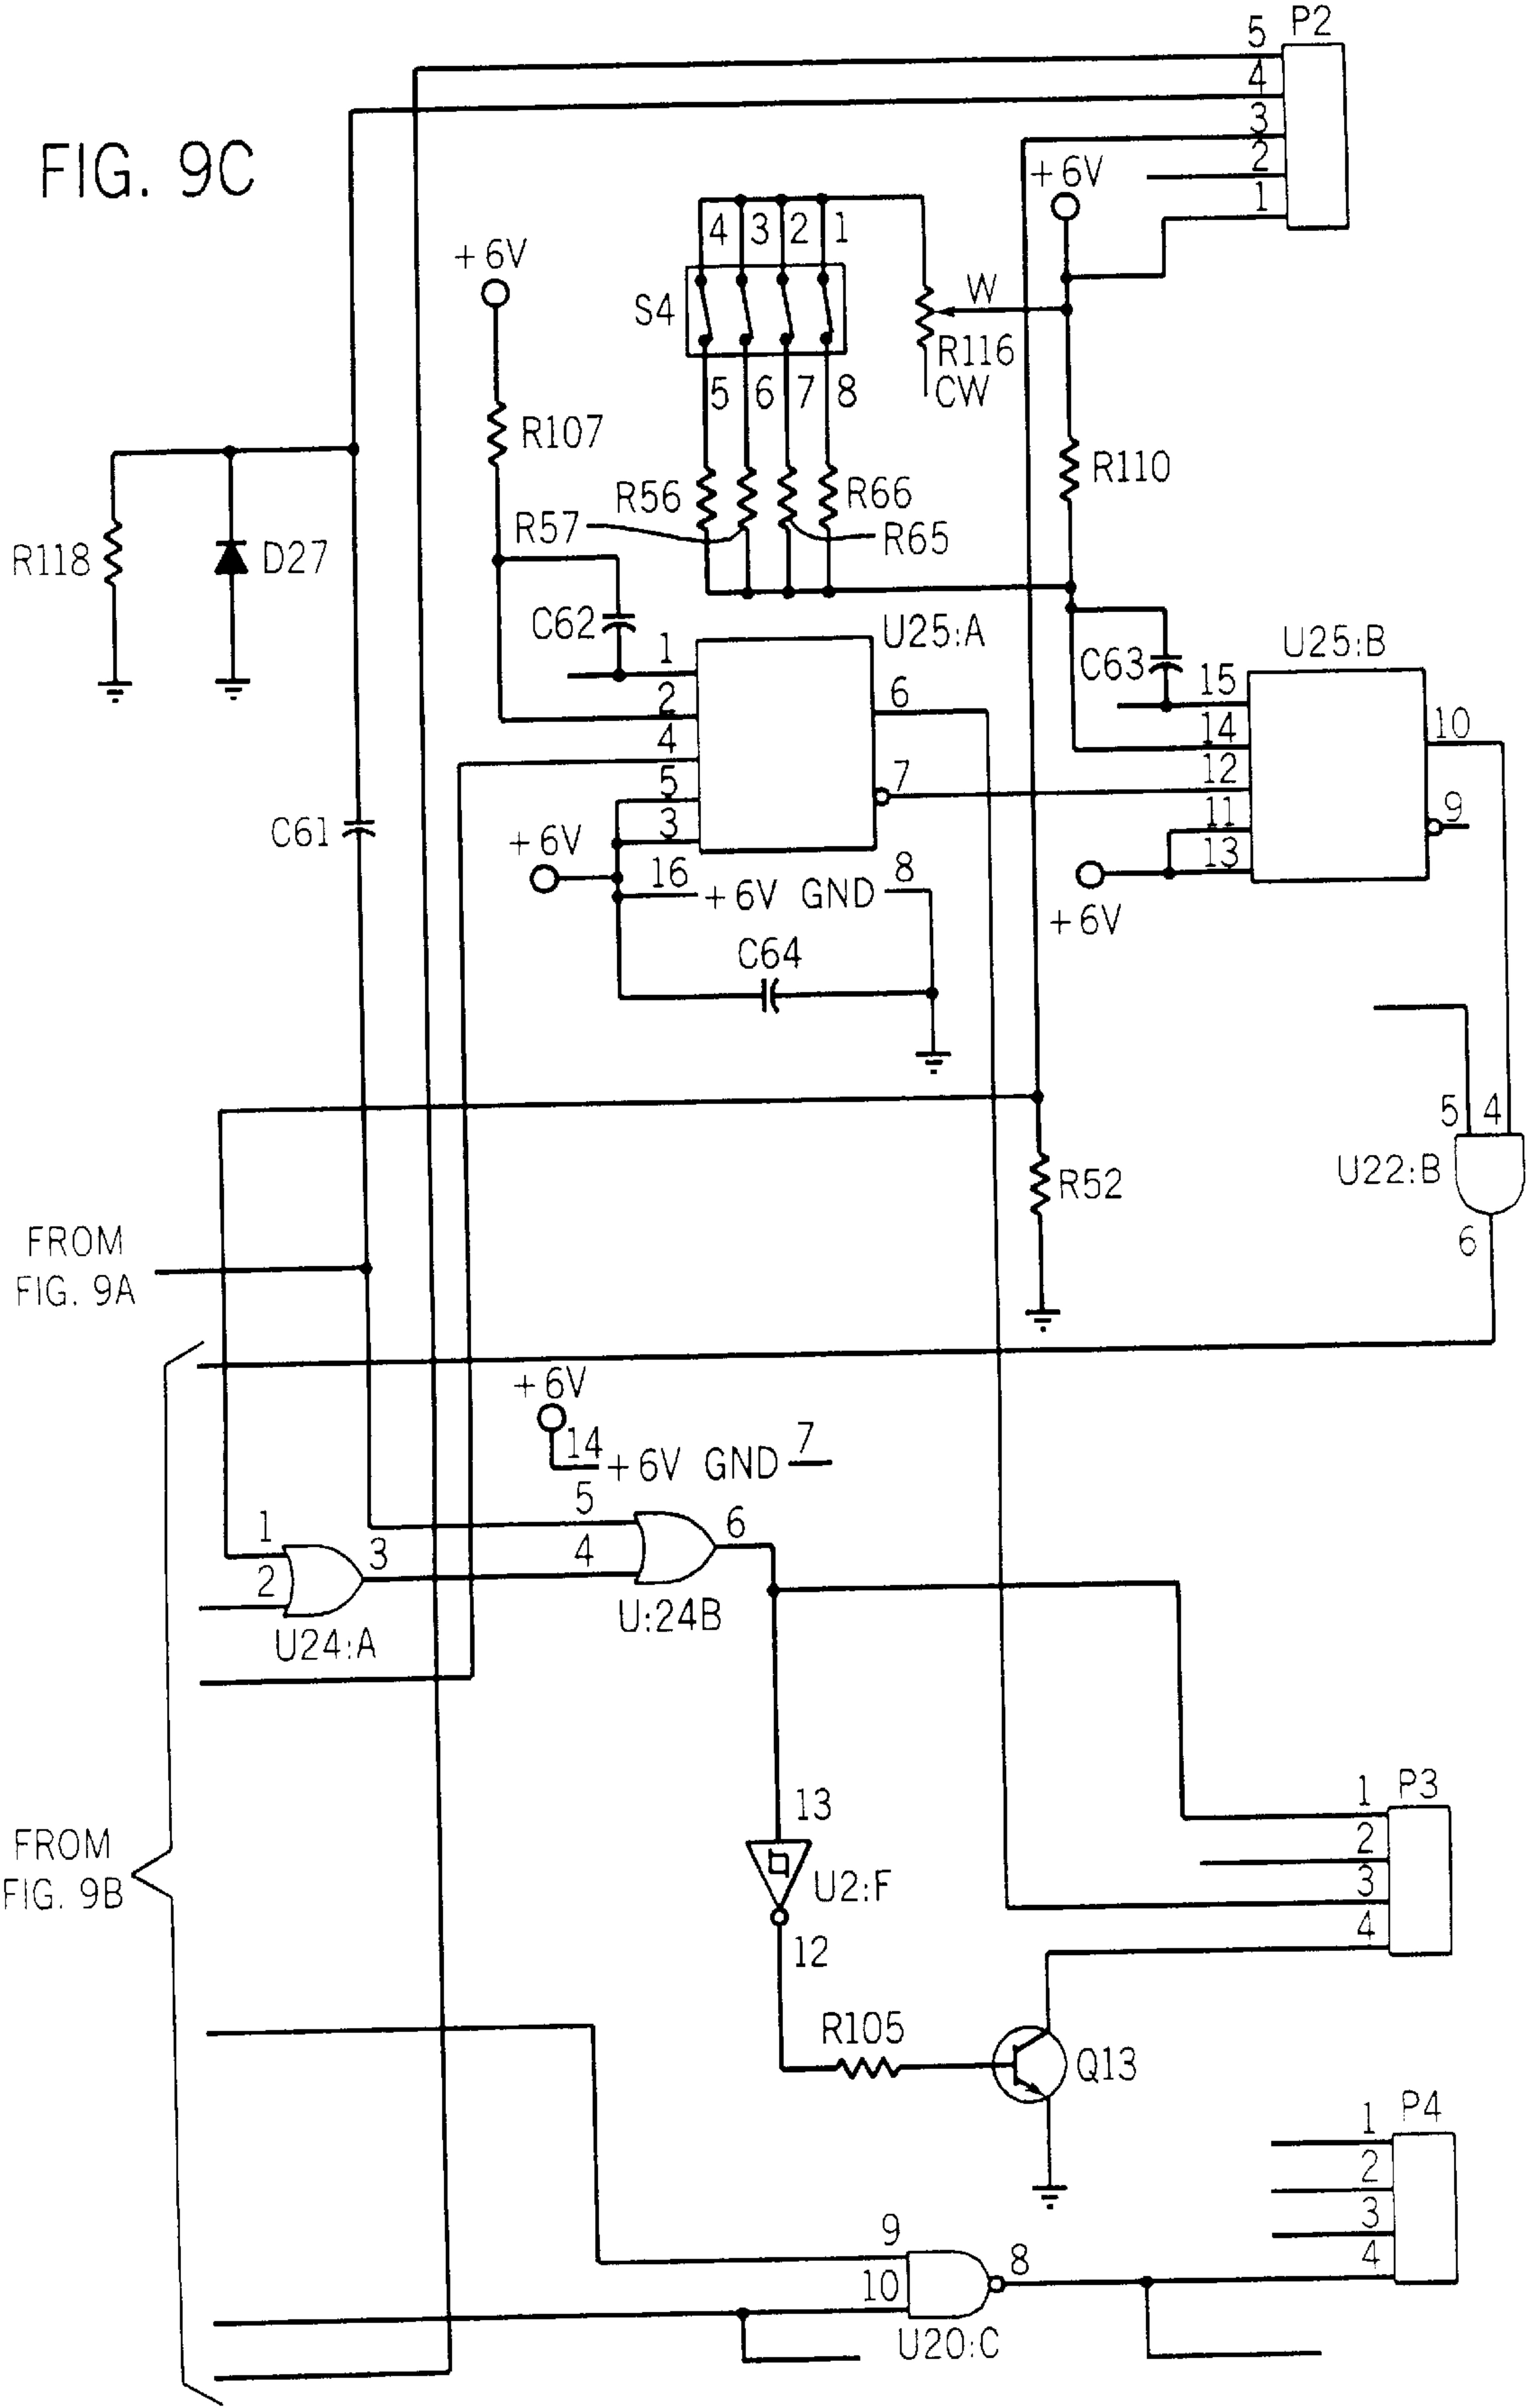 P2
5
4
3
2
1
FIG. 9C
+6V
+6V
4 3 2 1
S4
W
R116
CW
5 6 7 8
R107
R110
R56
R66
R57
R65
R118
D27
C62
U25:A
C63
U25:B
1
2
4
5
3
6
7
15
14
12
11
13
10
9
C61
+6V
16
+6V GND
8
+6V
C64
5 4
U22:B
6
R52
FROM
FIG. 9A
+6V
14
+6V GND
7
1
2
3
U24:A
5
4
6
U:24B
13
U2:F
12
P3
1
2
3
4
FROM
FIG. 9B
R105
Q13
P4
1
2
3
4
9
10
8
U20:C